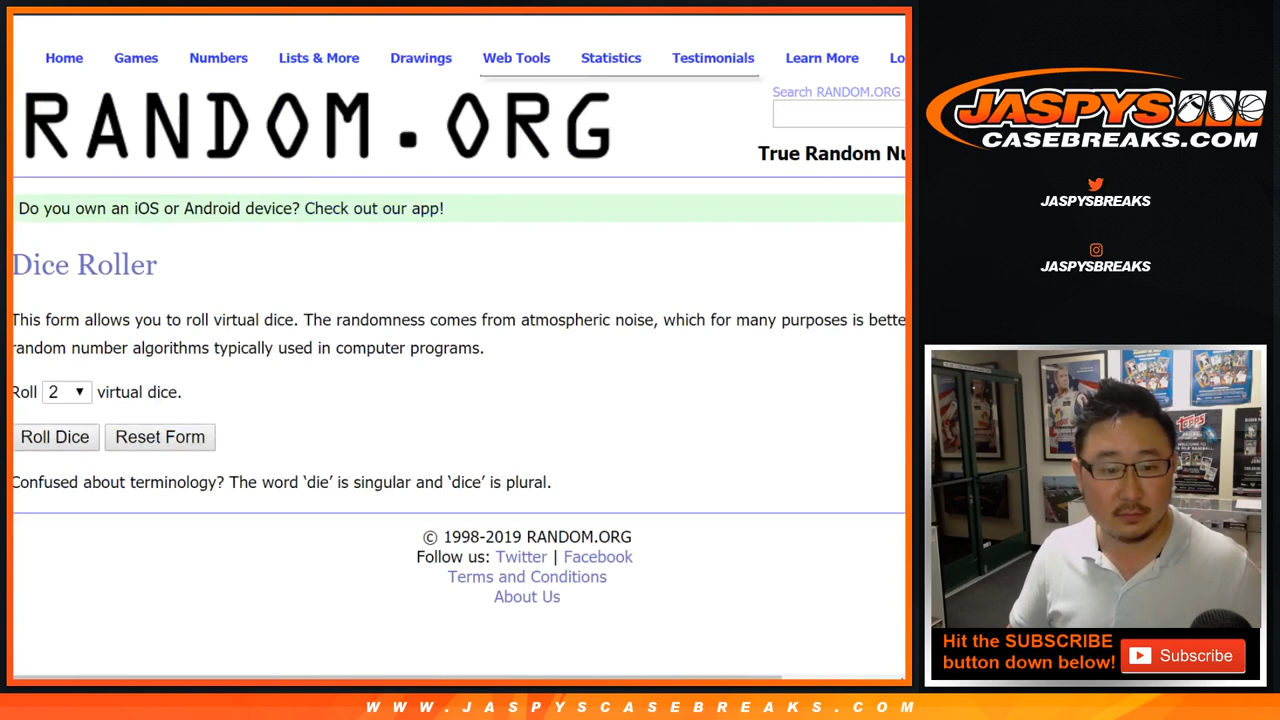 Home Games Numbers Lists & More Drawings Web Tools Statistics Testimonials Learn More Lo
RANDOM.ORG
Search RANDOM.ORG
True Random Nu
Do you own an iOS or Android device? Check out our app!
Dice Roller
This form allows you to roll virtual dice. The randomness comes from atmospheric noise, which for many purposes is bette
random number algorithms typically used in computer programs.
Roll 2 virtual dice.
Roll Dice Reset Form
Confused about terminology? The word ‘die’ is singular and ‘dice’ is plural.
© 1998-2019 RANDOM.ORG
Follow us: Twitter | Facebook
Terms and Conditions
About Us
JASPYS
CASEBREAKS.COM
JASPYSBREAKS
JASPYSBREAKS
TOPPS
Hit the SUBSCRIBE
button down below!
Subscribe
WWW.JASPYSCASEBREAKS.COM